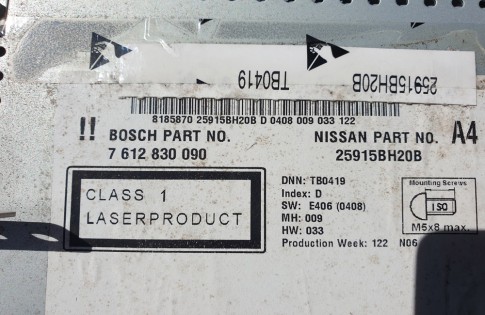 TB0419 25915BH20B
8185870 25915BH20B D 0408 009 033 122
!! BOSCH PART NO. NISSAN PART NO. A4
7 612 830 090 25915BH20B
CLASS 1
LASERPRODUCT
DNN: TB0419
Index: D
SW: E406 (0408)
MH: 009
HW: 033
Production Week: 122 N06
Mounting Screws
ISO
M5x8 max.